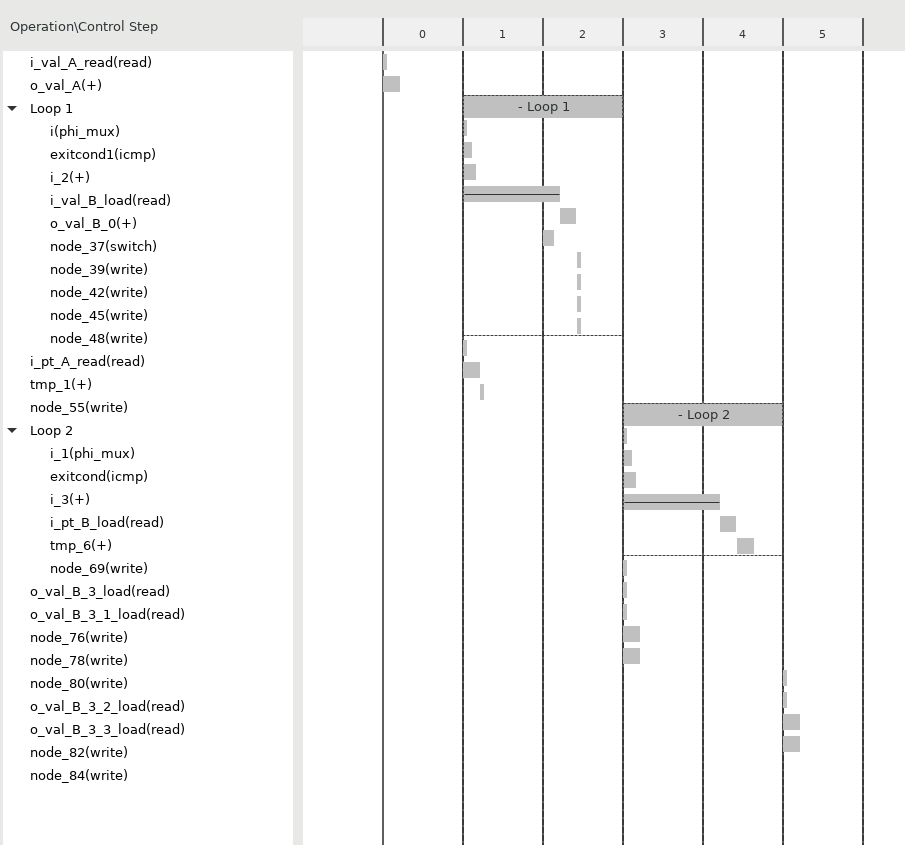 Operation\Control Step
0 1 2 3 4 5
i_val_A_read(read)
o_val_A(+)
Loop 1
- Loop 1
i(phi_mux)
exitcond1(icmp)
i_2(+)
i_val_B_load(read)
o_val_B_0(+)
node_37(switch)
node_39(write)
node_42(write)
node_45(write)
node_48(write)
i_pt_A_read(read)
tmp_1(+)
node_55(write)
- Loop 2
Loop 2
i_1(phi_mux)
exitcond(icmp)
i_3(+)
i_pt_B_load(read)
tmp_6(+)
node_69(write)
o_val_B_3_load(read)
o_val_B_3_1_load(read)
node_76(write)
node_78(write)
node_80(write)
o_val_B_3_2_load(read)
o_val_B_3_3_load(read)
node_82(write)
node_84(write)